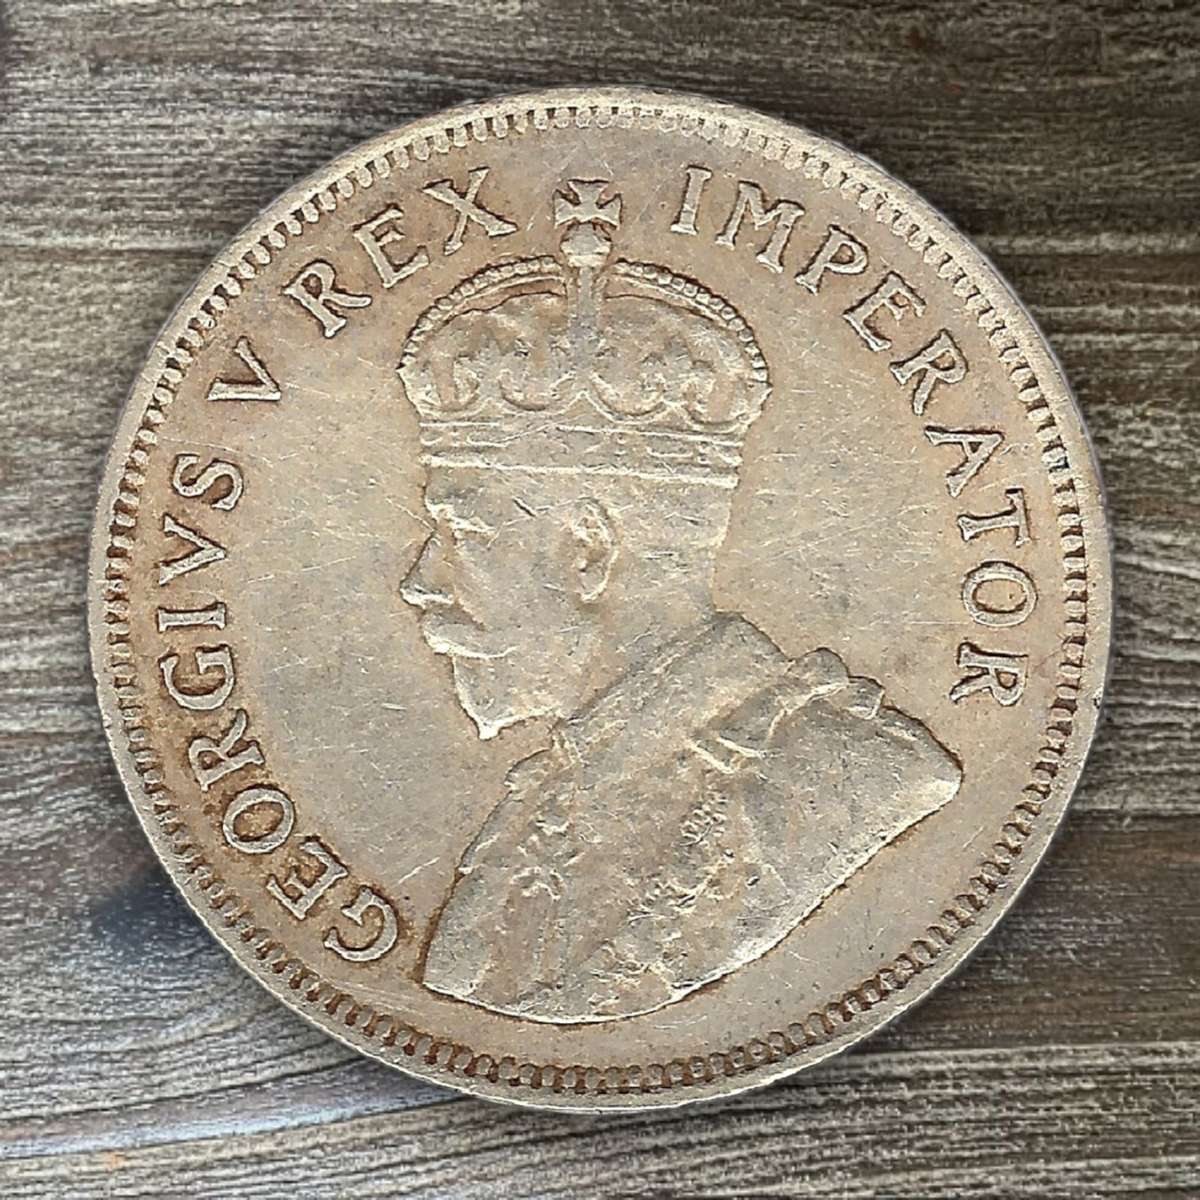 GEORGIVS V REX IMPERATOR